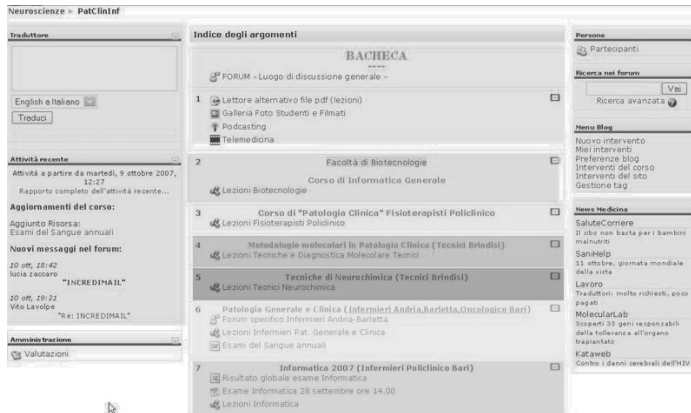 Neuroscienze ► PatClinInf
Traduttore
English a Italiano
Traduci
Attività recente
Attività a partire da martedì, 9 ottobre 2007,
12:27
Rapporto completo dell'attività recente...
Aggiornamenti del corso:
Aggiunto Risorsa:
Esami del Sangue annuali
Nuovi messaggi nel forum:
10 ott, 18:42
lucia zaccaro
"INCREDIMAIL"
10 ott, 19:21
Vito Lavolpe
"Re: INCREDIMAIL"
Amministrazione
Valutazioni
Indice degli argomenti
BACHECA
----
FORUM - Luogo di discussione generale -
1 Lettore alternativo file pdf (lezioni)
Galleria Foto Studenti e Filmati
Podcasting
Telemedicina
2 Facoltà di Biotecnologie
Corso di Informatica Generale
Lezioni Biotecnologie
3 Corso di "Patologia Clinica" Fisioterapisti Policlinico
Lezioni Fisioterapisti Policlinico
4 Metodologie molecolari in Patologia Clinica (Tecnici Brindisi)
Lezioni Tecniche e Diagnostica Molecolare Tecnici
5 Tecniche di Neurochimica (Tecnici Brindisi)
Lezioni Tecnici Neurochimica
6 Patologia Generale e Clinica ( Infermieri Andria,Barletta,Oncologico Bari)
Forum specifico Infermieri Andria-Barletta
Lezioni Infermieri Pat. Generale e Clinica
Esami del Sangue annuali
7 Informatica 2007 (Infermieri Policlinico Bari)
Risultato globale esame Informatica
Esame Informatica 28 settembre ore 14.00
Lezioni Informatica
Persone
Partecipanti
Ricerca nei forum
Vai
Ricerca avanzata
Menu Blog
Nuovo intervento
Miei interventi
Preferenze blog
Interventi del corso
Interventi del sito
Gestione tag
News Medicina
SaluteCorriere
Il cibo non basta per i bambini
malnutriti
SaniHelp
11 ottobre, giornata mondiale
della vista
Lavoro
Traduttori: molto richiesti, poco
pagati
MolecularLab
Scoperti 33 geni responsabili
della tolleranza all'organo
trapiantato
Kataweb
Contro i danni cerebrali dell'HIV